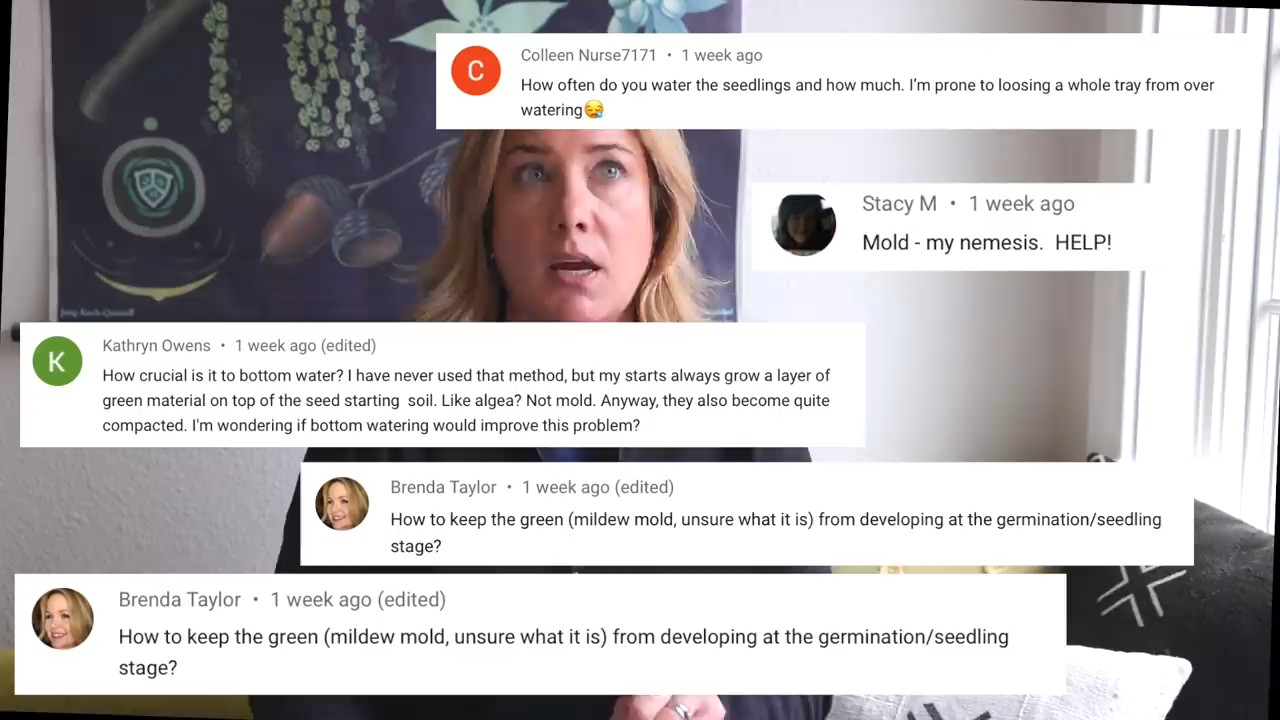 Colleen Nurse7171 • 1 week ago
How often do you water the seedlings and how much. I'm prone to loosing a whole tray from over
watering😪
Stacy M • 1 week ago
Mold - my nemesis. HELP!
Kathryn Owens • 1 week ago (edited)
How crucial is it to bottom water? I have never used that method, but my starts always grow a layer of
green material on top of the seed starting soil. Like algea? Not mold. Anyway, they also become quite
compacted. I'm wondering if bottom watering would improve this problem?
Brenda Taylor • 1 week ago (edited)
How to keep the green (mildew mold, unsure what it is) from developing at the germination/seedling
stage?
Brenda Taylor • 1 week ago (edited)
How to keep the green (mildew mold, unsure what it is) from developing at the germination/seedling
stage?